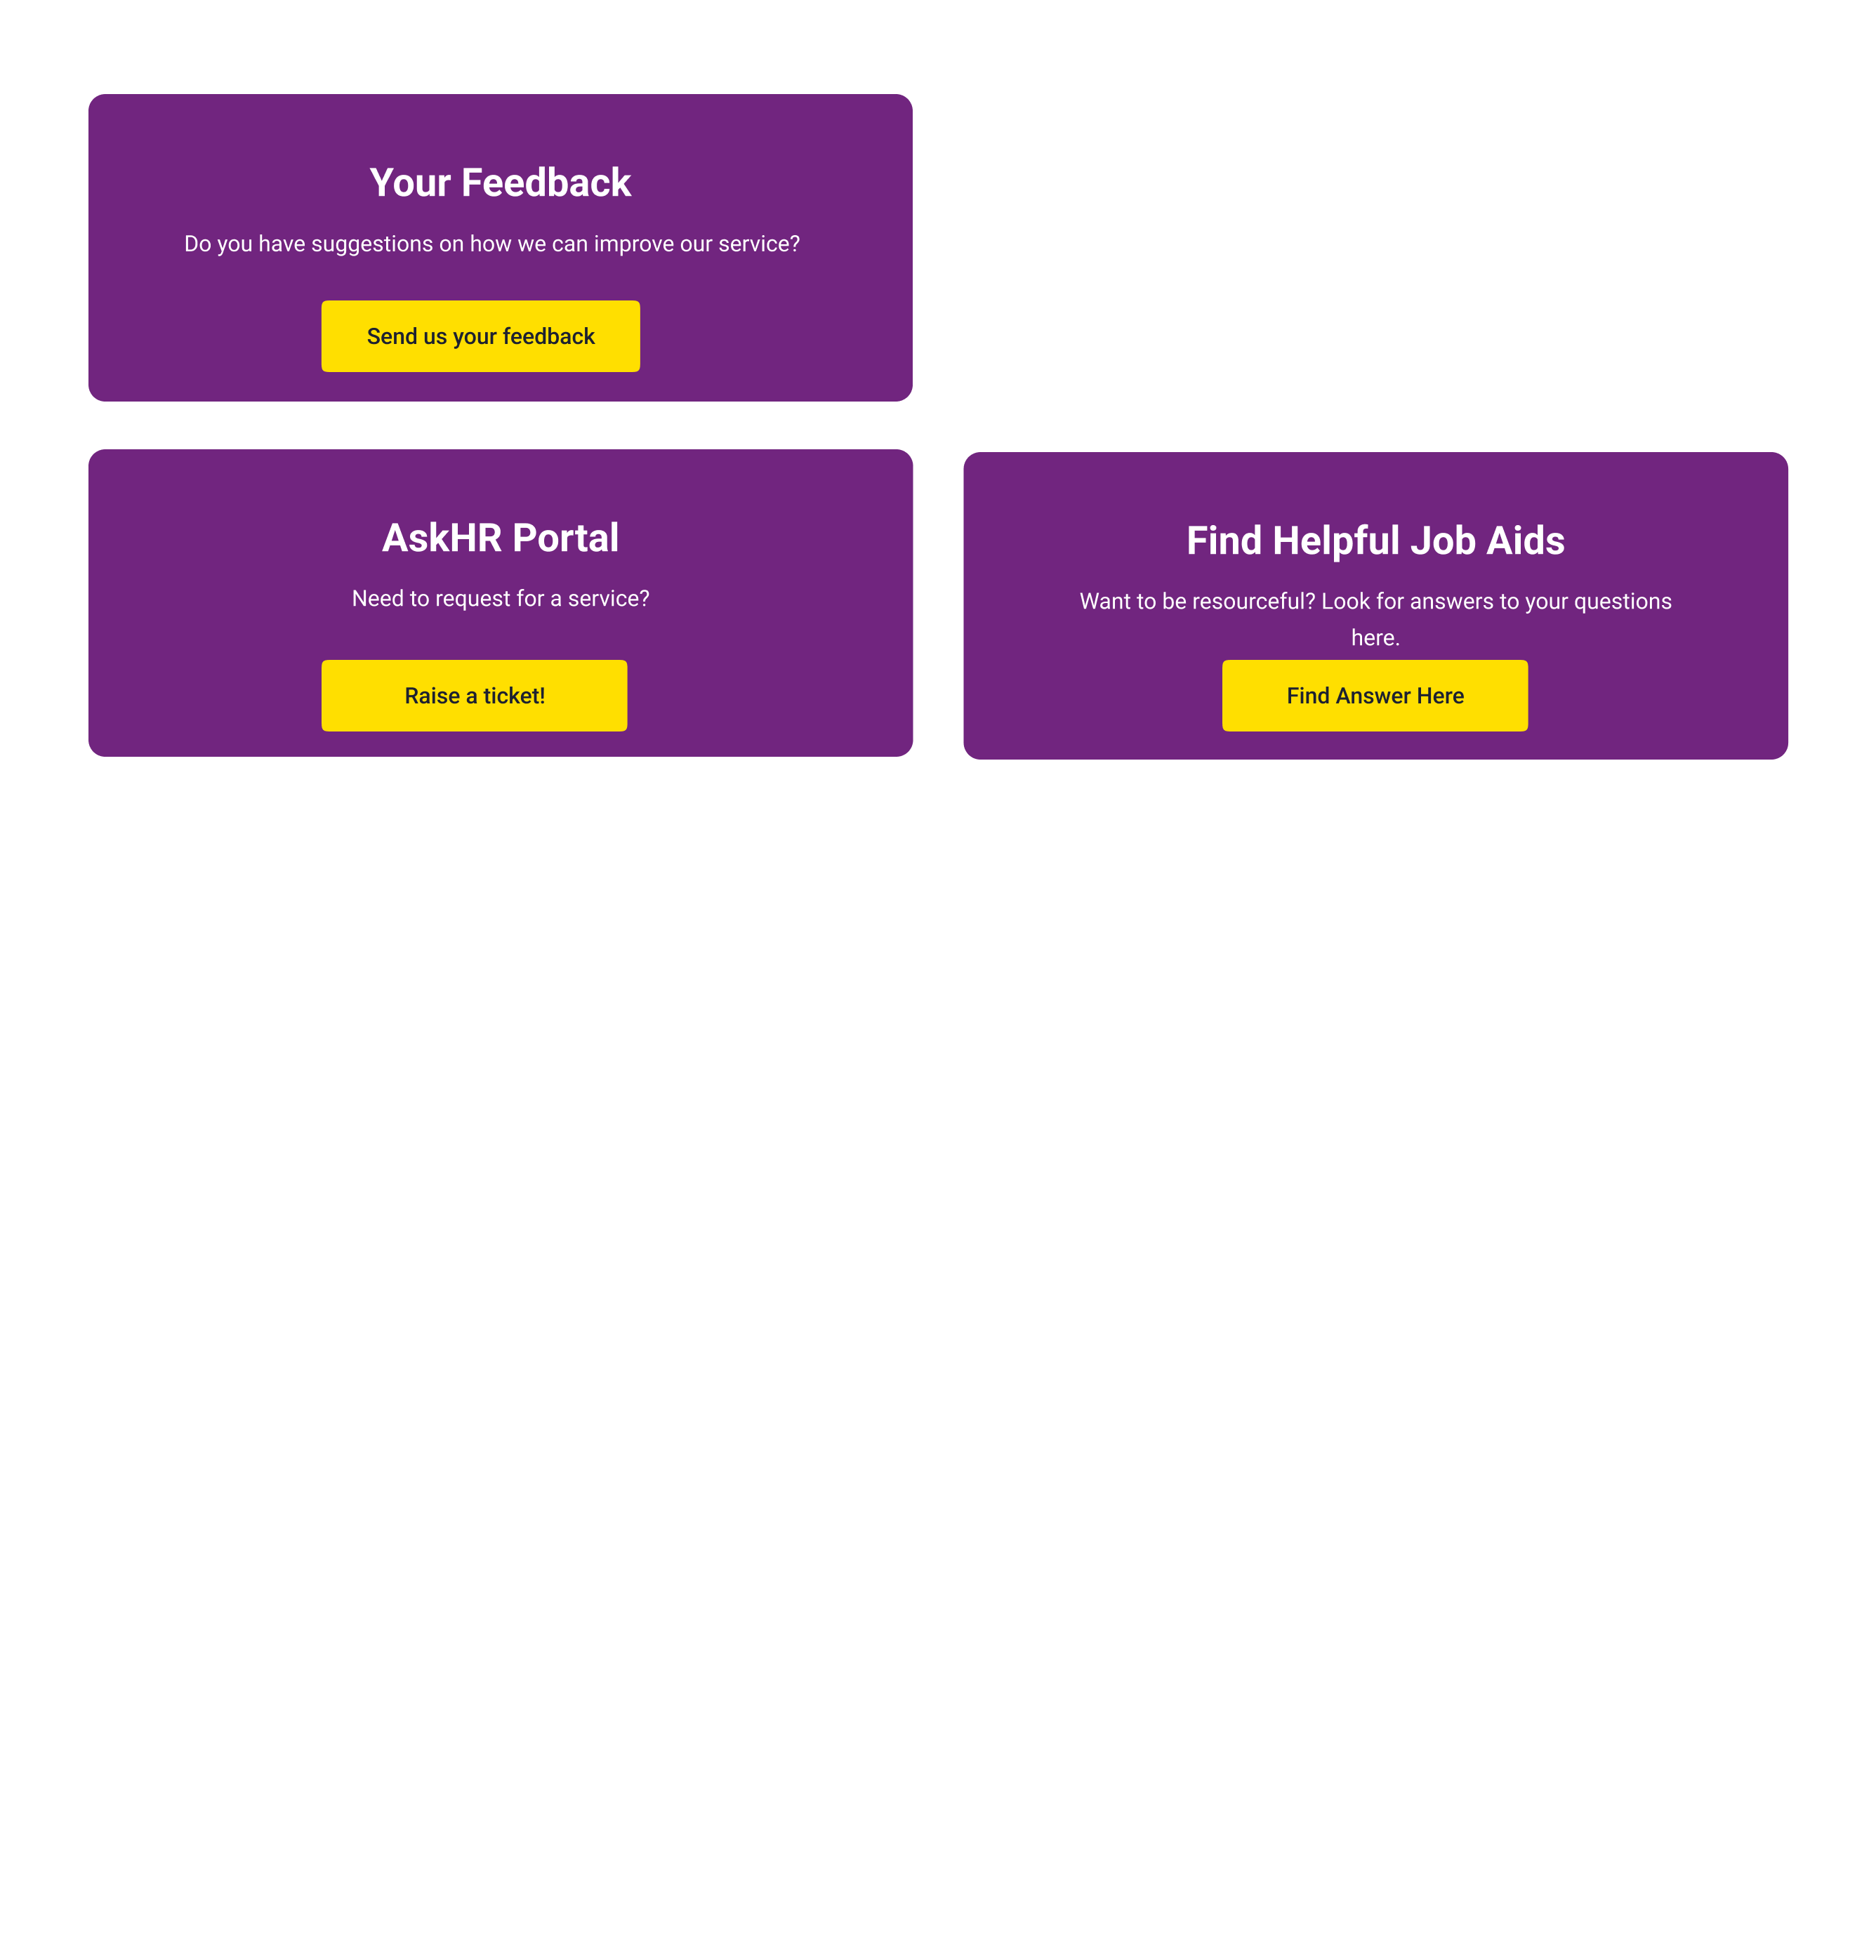 Your Feedback
Do you have suggestions on how we can improve our service?
Send us your feedback
AskHR Portal
Need to request for a service?
Raise a ticket!
Find Helpful Job Aids
Want to be resourceful? Look for answers to your questions
here.
Find Answer Here